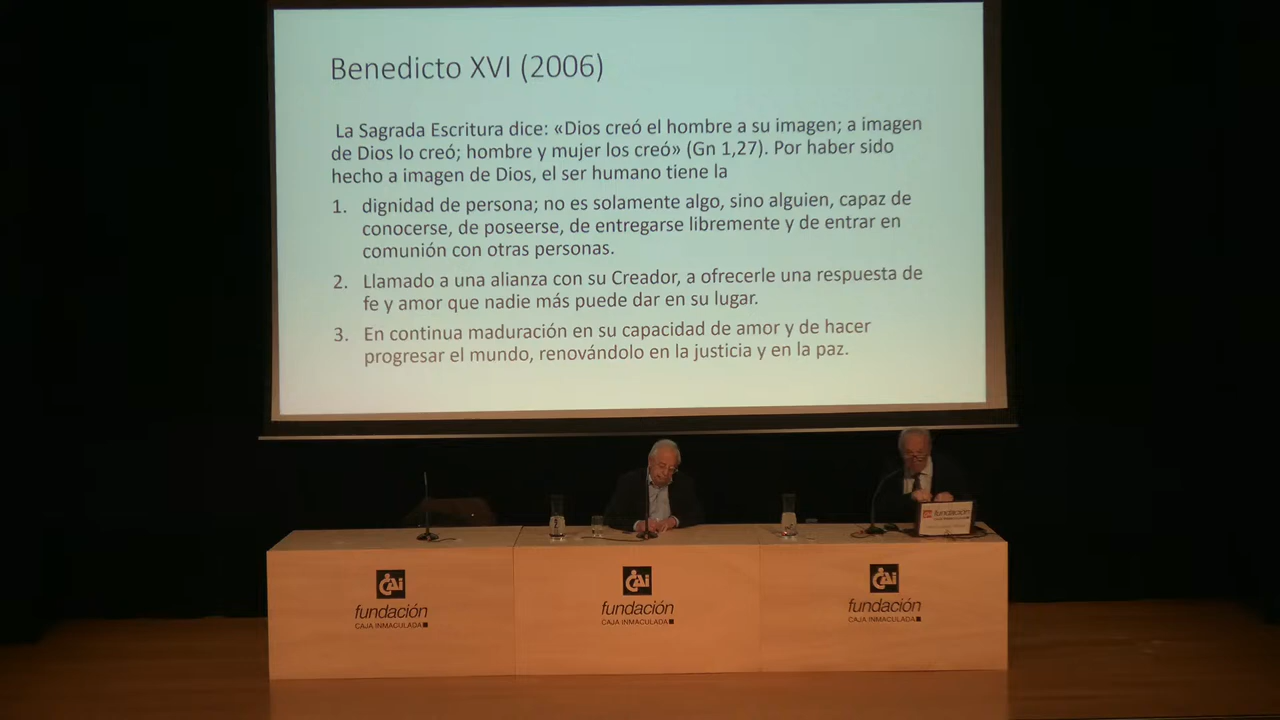 Benedicto XVI (2006)
La Sagrada Escritura dice: «Dios creó el hombre a su imagen; a imagen
de Dios lo creó; hombre y mujer los creó» (Gn 1,27). Por haber sido
hecho a imagen de Dios, el ser humano tiene la
1. dignidad de persona; no es solamente algo, sino alguien, capaz de
conocerse, de poseerse, de entregarse libremente y de entrar en
comunión con otras personas.
2. Llamado a una alianza con su Creador, a ofrecerle una respuesta de
fe y amor que nadie más puede dar en su lugar.
3. En continua maduración en su capacidad de amor y de hacer
progresar el mundo, renovándolo en la justicia y en la paz.
fundación
CAi
fundación
CAJA INMACULADA
CAi
fundación
CAJA INMACULADA
CAi
fundación
CAJA INMACULADA